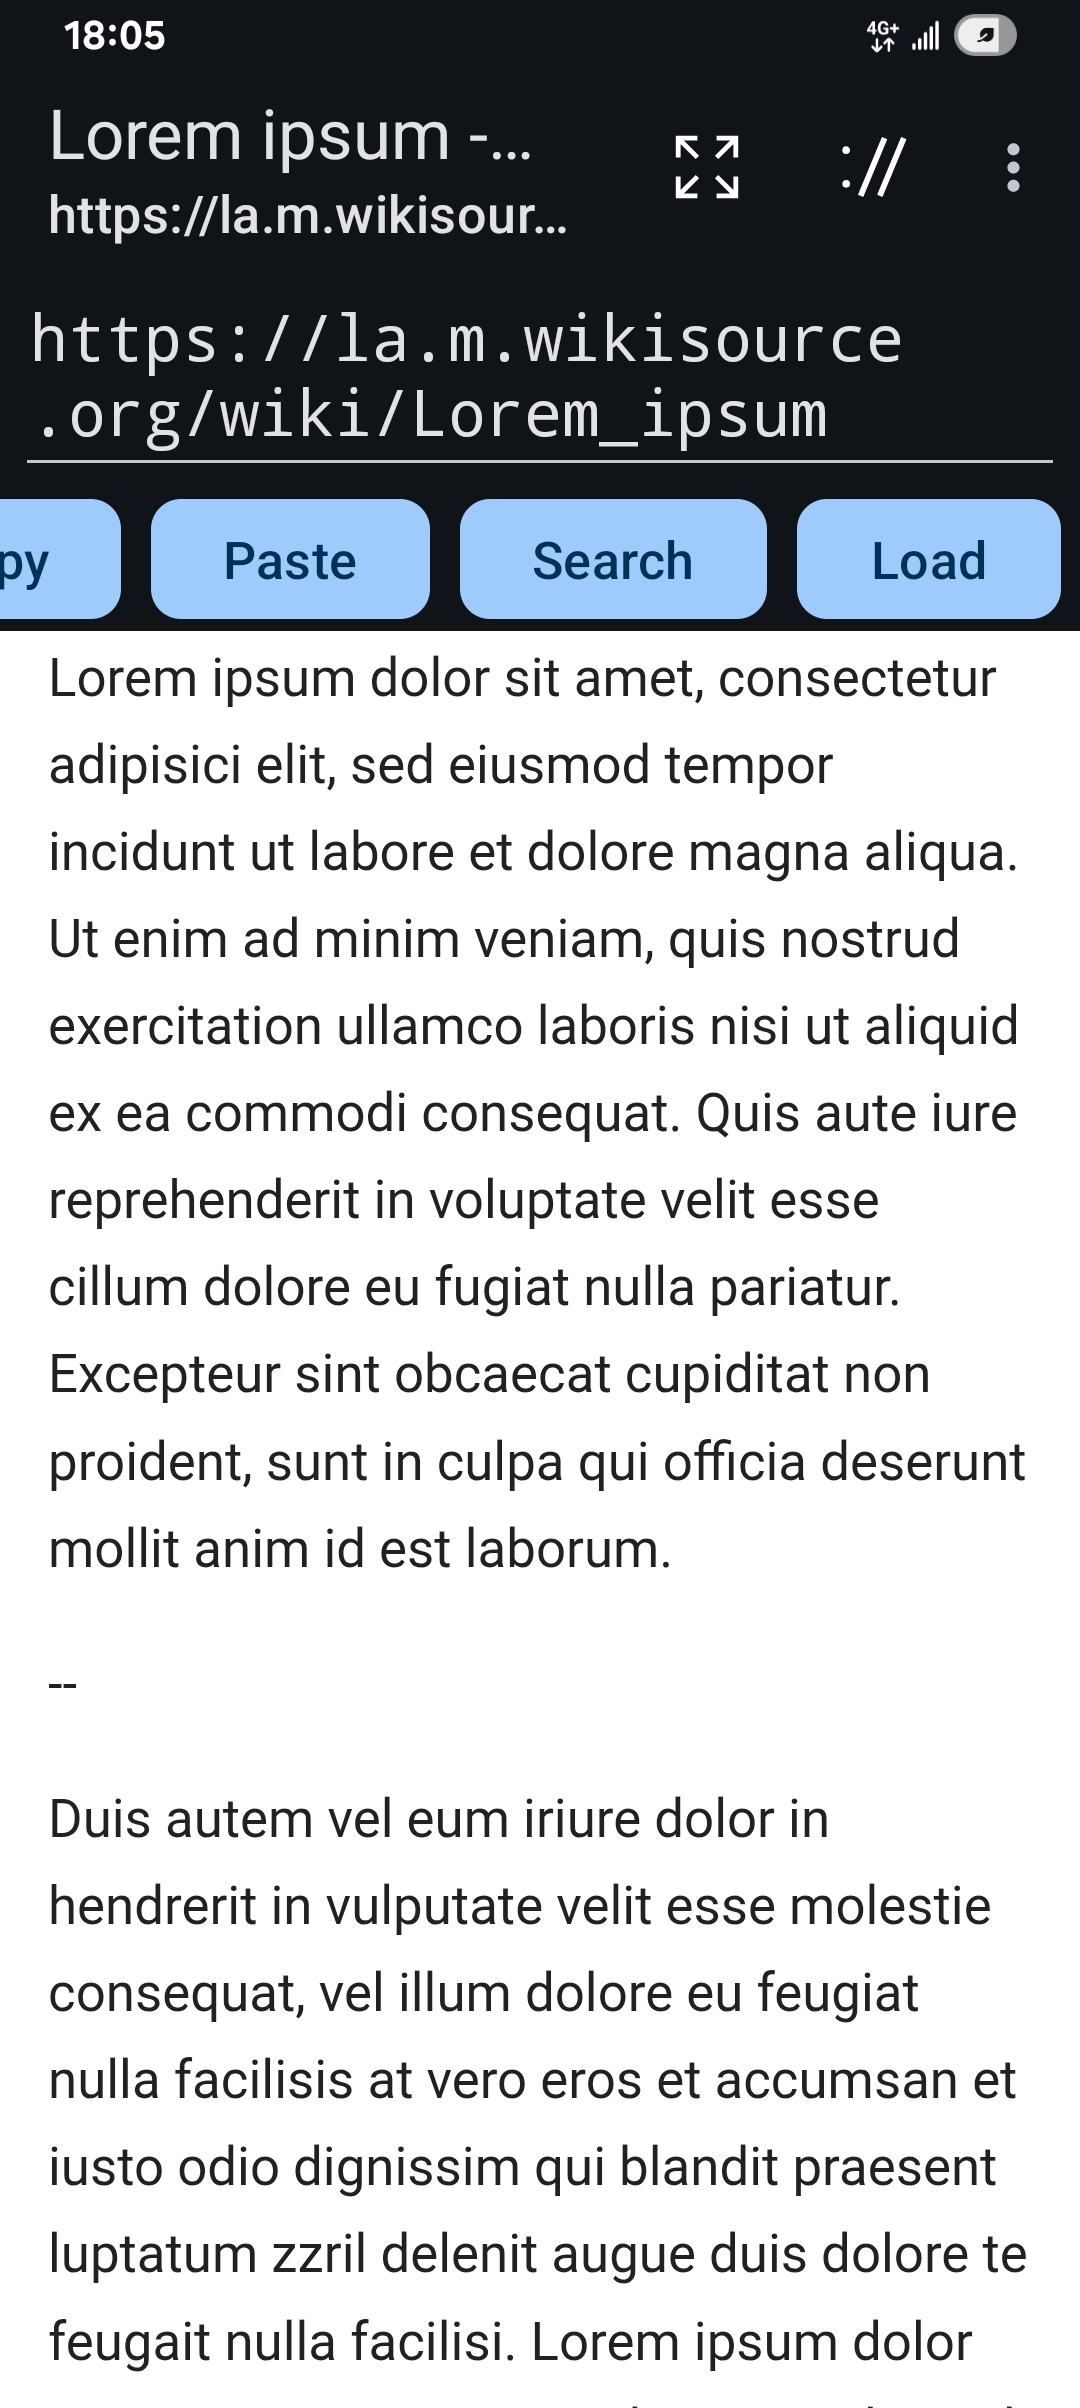 18:05
4G+
Lorem ipsum -...
https://la.m.wikisour...
://
https://la.m.wikisource
.org/wiki/Lorem_ipsum
py
Paste
Search
Load
Lorem ipsum dolor sit amet, consectetur
adipisici elit, sed eiusmod tempor
incidunt ut labore et dolore magna aliqua.
Ut enim ad minim veniam, quis nostrud
exercitation ullamco laboris nisi ut aliquid
ex ea commodi consequat. Quis aute iure
reprehenderit in voluptate velit esse
cillum dolore eu fugiat nulla pariatur.
Excepteur sint obcaecat cupiditat non
proident, sunt in culpa qui officia deserunt
mollit anim id est laborum.
--
Duis autem vel eum iriure dolor in
hendrerit in vulputate velit esse molestie
consequat, vel illum dolore eu feugiat
nulla facilisis at vero eros et accumsan et
iusto odio dignissim qui blandit praesent
luptatum zzril delenit augue duis dolore te
feugait nulla facilisi. Lorem ipsum dolor